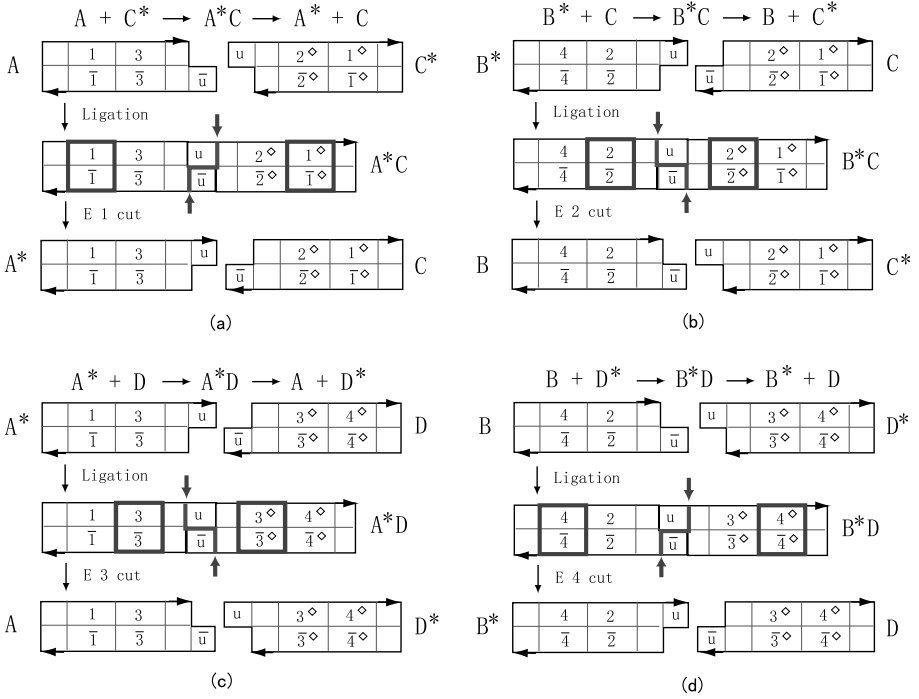 A + C* → A*C → A* + C
A 1 3 u 2◇ 1◇ C*
1̅ 3̅ u̅ 2̅◇ 1̅◇
Ligation
1 3 u 2◇ 1◇ A*C
1̅ 3̅ u̅ 2̅◇ 1̅◇
E 1 cut
A* 1 3 u 2◇ 1◇ C
1̅ 3̅ u̅ 2̅◇ 1̅◇
(a)
B* + C → B*C → B + C*
B* 4 2 u 2◇ 1◇ C
4̅ 2̅ u̅ 2̅◇ 1̅◇
Ligation
4 2 u 2◇ 1◇ B*C
4̅ 2̅ u̅ 2̅◇ 1̅◇
E 2 cut
B 4 2 u 2◇ 1◇ C*
4̅ 2̅ u̅ 2̅◇ 1̅◇
(b)
A* + D → A*D → A + D*
A* 1 3 u 3◇ 4◇ D
1̅ 3̅ u̅ 3̅◇ 4̅◇
Ligation
1 3 u 3◇ 4◇ A*D
1̅ 3̅ u̅ 3̅◇ 4̅◇
E 3 cut
A 1 3 u 3◇ 4◇ D*
1̅ 3̅ u̅ 3̅◇ 4̅◇
(c)
B + D* → B*D → B* + D
B 4 2 u 3◇ 4◇ D*
4̅ 2̅ u̅ 3̅◇ 4̅◇
Ligation
4 2 u 3◇ 4◇ B*D
4̅ 2̅ u̅ 3̅◇ 4̅◇
E 4 cut
B* 4 2 u 3◇ 4◇ D
4̅ 2̅ u̅ 3̅◇ 4̅◇
(d)